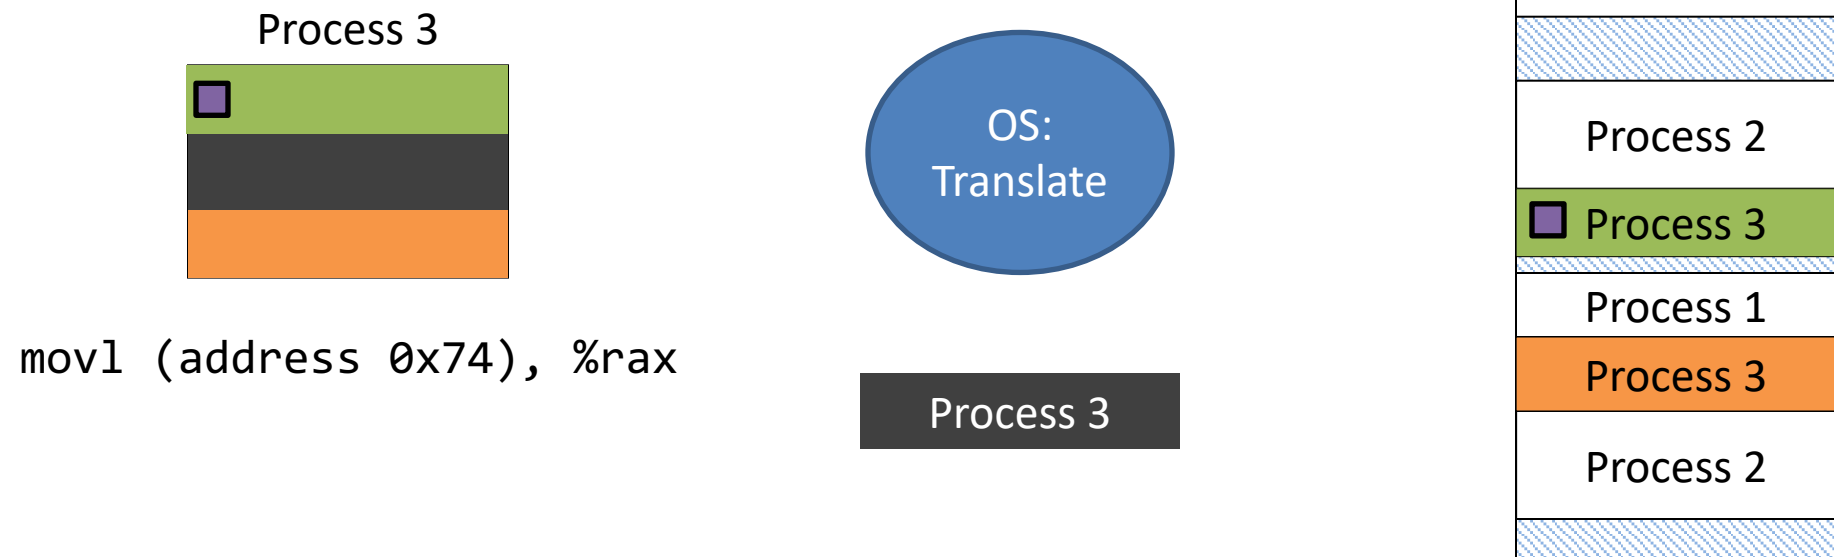 Process 3
movl (address 0x74), %rax
OS:
Translate
Process 3
Process 2
Process 3
Process 1
Process 3
Process 2